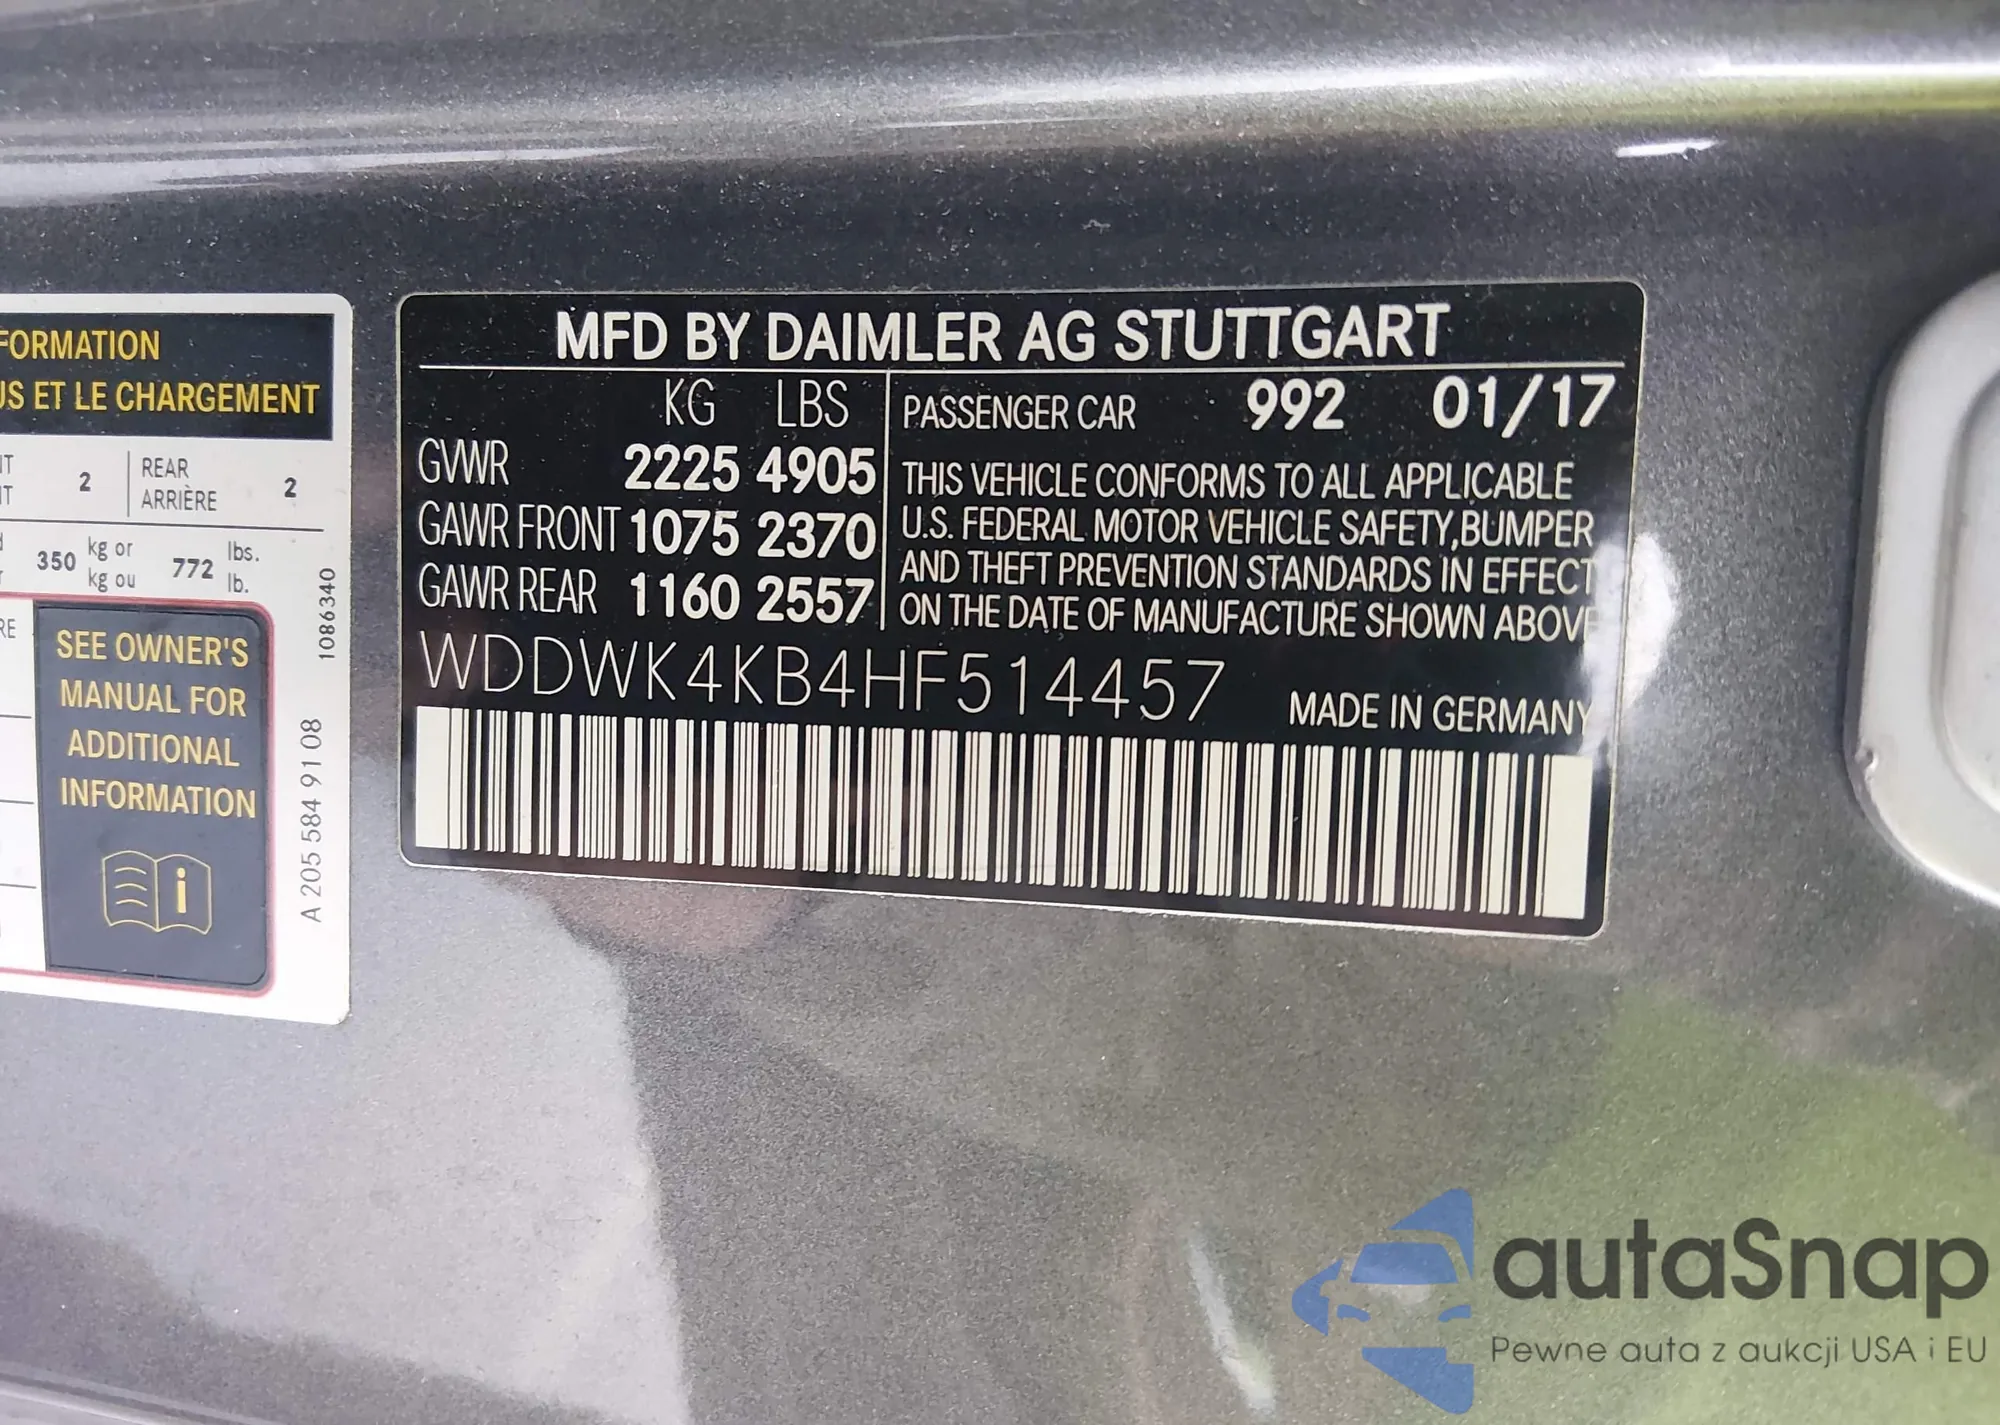 FORMATION
US ET LE CHARGEMENT
2 REAR 2
ARRIÈRE
350 kg or 772 lbs.
kg ou lb.
SEE OWNER'S
MANUAL FOR
ADDITIONAL
INFORMATION
i
1086340
A 205 584 91 08
MFD BY DAIMLER AG STUTTGART
KG LBS
GVWR 2225 4905
GAWR FRONT 1075 2370
GAWR REAR 1160 2557
PASSENGER CAR 992 01/17
THIS VEHICLE CONFORMS TO ALL APPLICABLE
U.S. FEDERAL MOTOR VEHICLE SAFETY, BUMPER
AND THEFT PREVENTION STANDARDS IN EFFECT
ON THE DATE OF MANUFACTURE SHOWN ABOVE
WDDWK4KB4HF514457
MADE IN GERMANY
autaSnap
Pewne auta z aukcji USA i EU